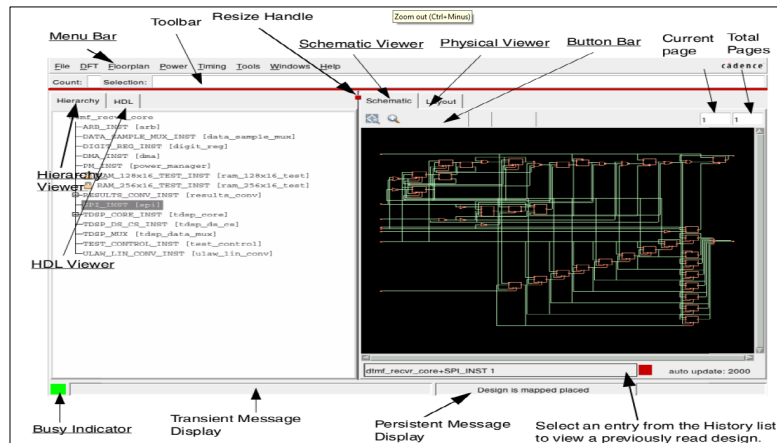 Zoom out (Ctrl+Minus)
Resize Handle
Toolbar
Menu Bar
Schematic Viewer
Physical Viewer
Button Bar
Current page
Total Pages
File DFT Floorplan Power Timing Tools Windows Help
cādence
Count: Selection:
Hierarchy HDL
Schematic Layout
1 1
ARB_INST [arb]
DATA_SAMPLE_MUX_INST [data_sample_mux]
DIGIT_REG_INST [digit_reg]
DMA_INST [dma]
PM_INST [power_manager]
RAM_128x16_TEST_INST [ram_128x16_test]
RAM_256x16_TEST_INST [ram_256x16_test]
RESULTS_CONV_INST [results_conv]
SPI_INST [spi]
TDSP_CORE_INST [tdsp_core]
TDSP_DS_CS_INST [tdsp_ds_cs]
TDSP_MUX [tdsp_data_mux]
TEST_CONTROL_INST [test_control]
ULAW_LIN_CONV_INST [ulaw_lin_conv]
Hierarchy
Viewer
HDL Viewer
dtmf_recvr_core+SPI_INST 1
auto update: 2000
Design is mapped placed
Busy Indicator
Transient Message
Display
Persistent Message
Display
Select an entry from the History list
to view a previously read design.